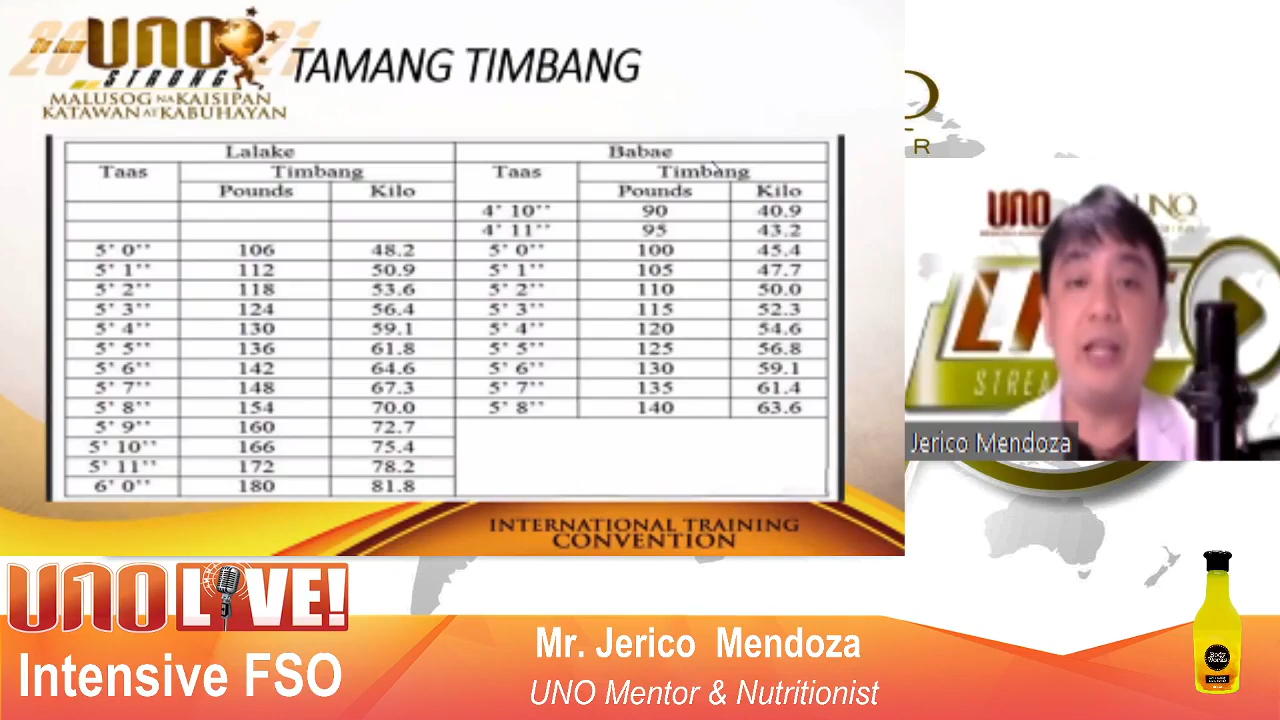 UNO
STRONG
MALUSOG NA KAISIPAN
KATAWAN AT KABUHAYAN
TAMANG TIMBANG
Lalake Babae
Taas Timbang Taas Timbang
Pounds Kilo Pounds Kilo
4' 10'' 90 40.9
4' 11'' 95 43.2
5' 0'' 106 48.2 5' 0'' 100 45.4
5' 1'' 112 50.9 5' 1'' 105 47.7
5' 2'' 118 53.6 5' 2'' 110 50.0
5' 3'' 124 56.4 5' 3'' 115 52.3
5' 4'' 130 59.1 5' 4'' 120 54.6
5' 5'' 136 61.8 5' 5'' 125 56.8
5' 6'' 142 64.6 5' 6'' 130 59.1
5' 7'' 148 67.3 5' 7'' 135 61.4
5' 8'' 154 70.0 5' 8'' 140 63.6
5' 9'' 160 72.7
5' 10'' 166 75.4
5' 11'' 172 78.2
6' 0'' 180 81.8
INTERNATIONAL TRAINING
CONVENTION
UNO
Jerico Mendoza
UNO LIVE!
Intensive FSO
Mr. Jerico Mendoza
UNO Mentor & Nutritionist